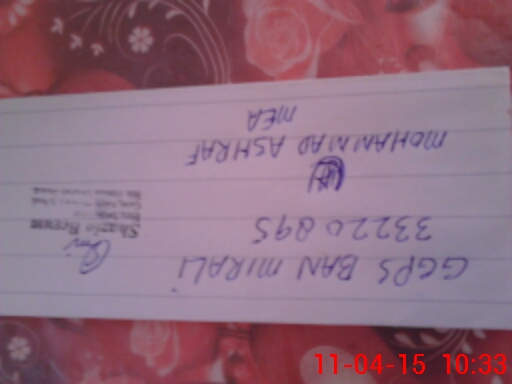 GGPS BAN MIRALI
33220895
MOHAMMAD ASHRAF
MEA
11-04-15 10:33